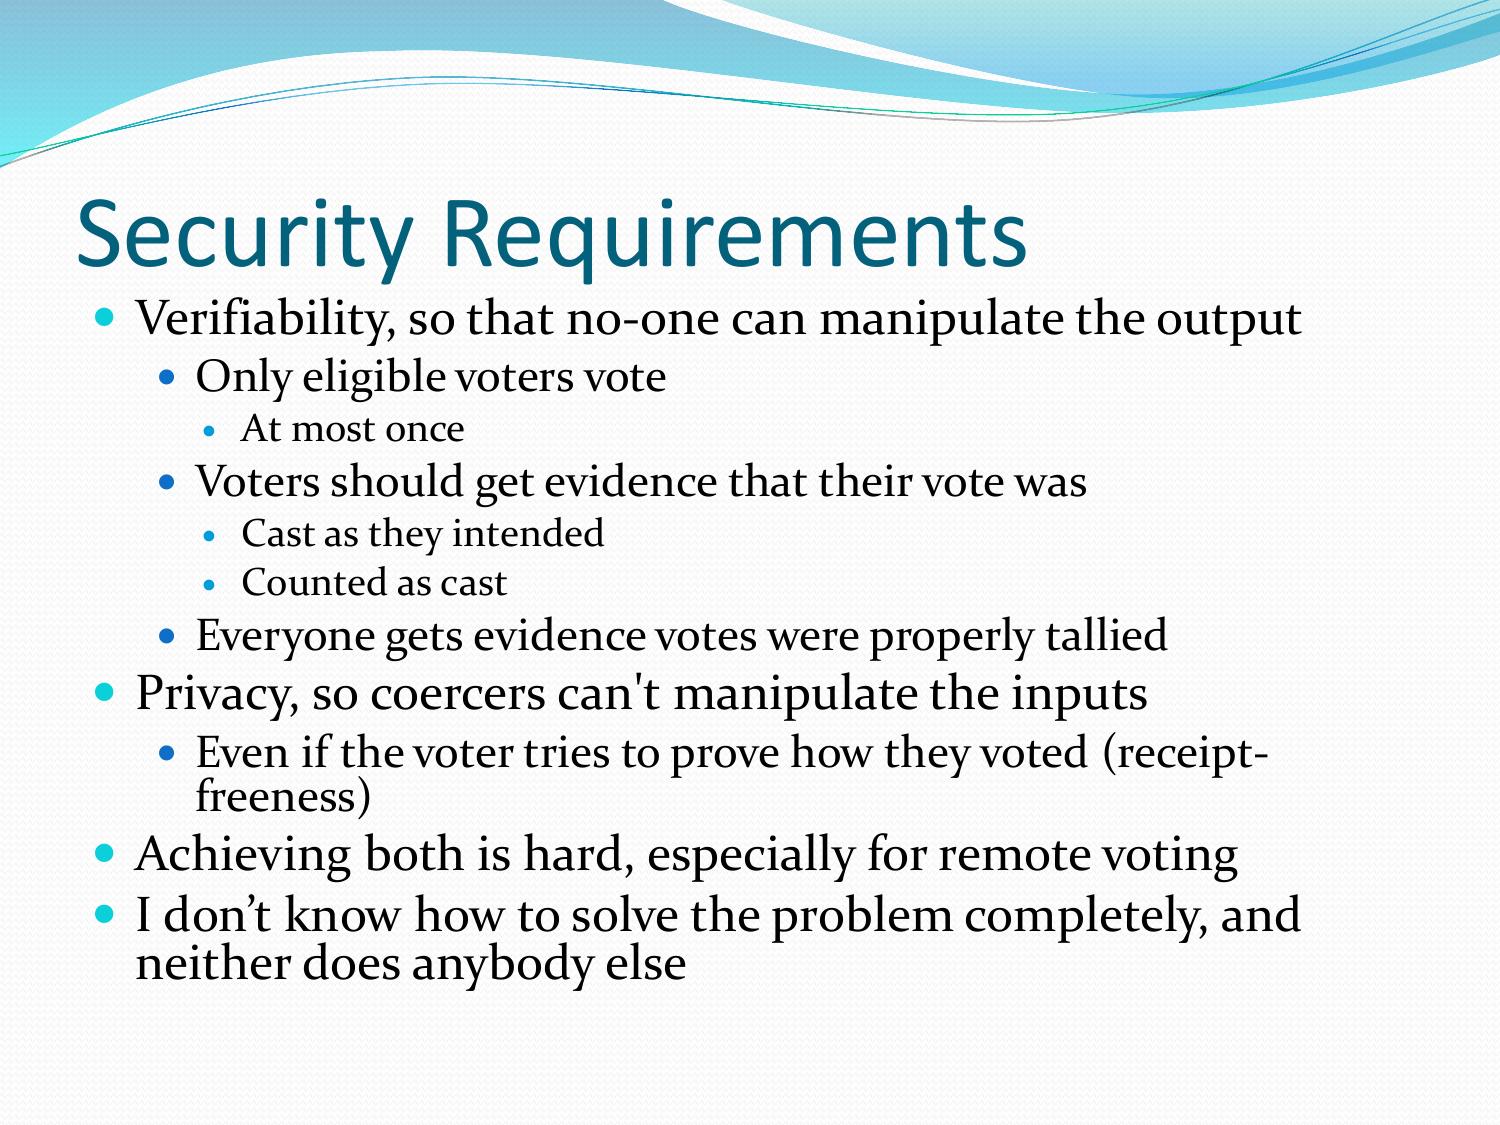 Security Requirements
Verifiability, so that no-one can manipulate the output
Only eligible voters vote
At most once
Voters should get evidence that their vote was
Cast as they intended
Counted as cast
Everyone gets evidence votes were properly tallied
Privacy, so coercers can't manipulate the inputs
Even if the voter tries to prove how they voted (receipt-
freeness)
Achieving both is hard, especially for remote voting
I don’t know how to solve the problem completely, and
neither does anybody else